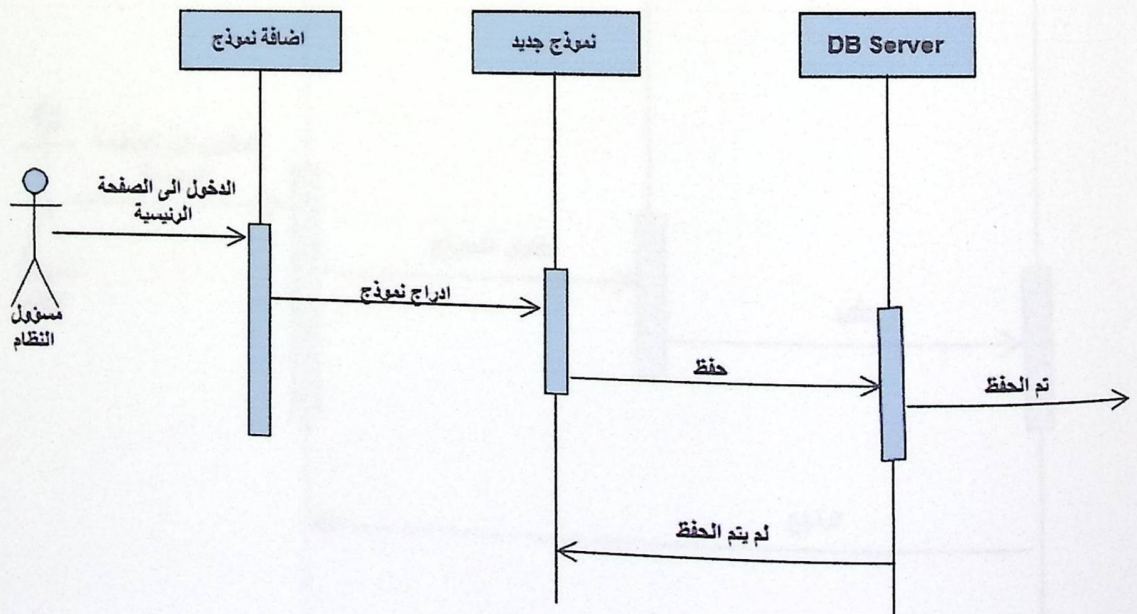 اضافة نموذج
نموذج جديد
DB Server
الدخول الى الصفحة
الرئيسية
مسؤول
النظام
ادراج نموذج
حفظ
تم الحفظ
لم يتم الحفظ